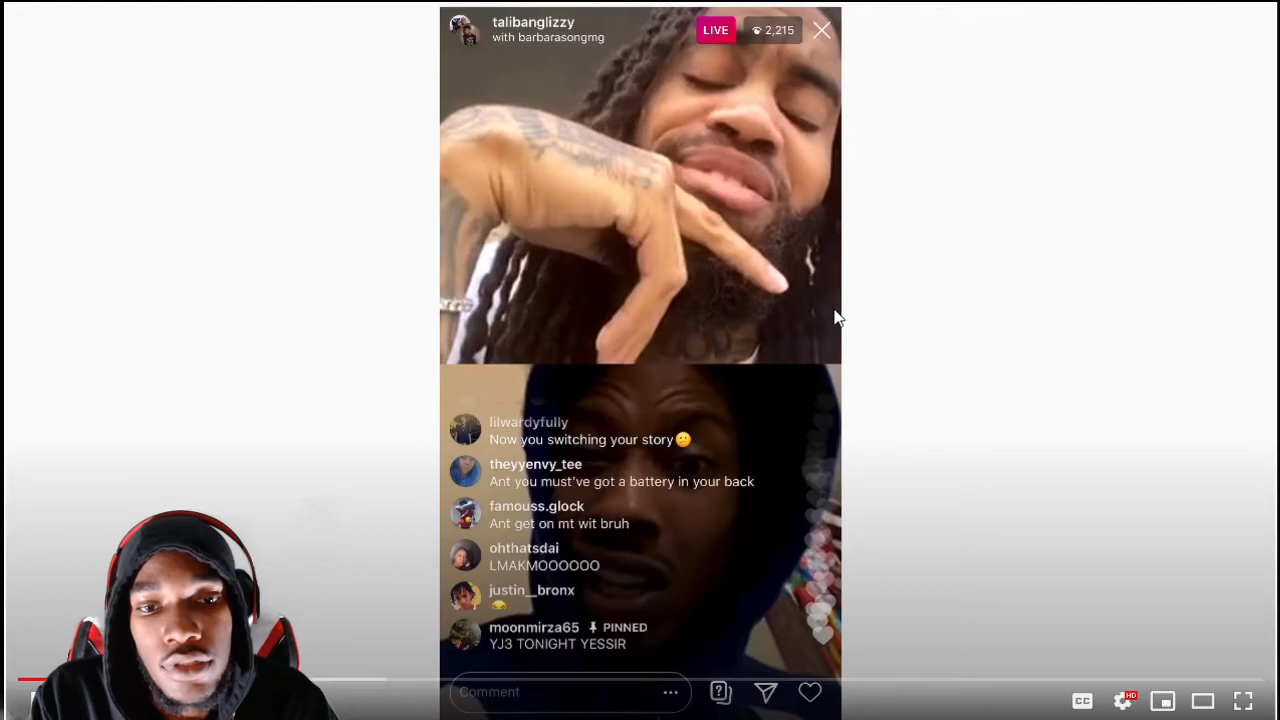 talibanglizzy
with barbarasongmg
LIVE
2,215
lilwardyfully
Now you switching your story🫤
theyyenvy_tee
Ant you must've got a battery in your back
famouss.glock
Ant get on mt wit bruh
ohthatsdai
LMAKMOOOOOO
justin__bronx
😂
moonmirza65 PINNED
YJ3 TONIGHT YESSIR
Comment
CC
HD